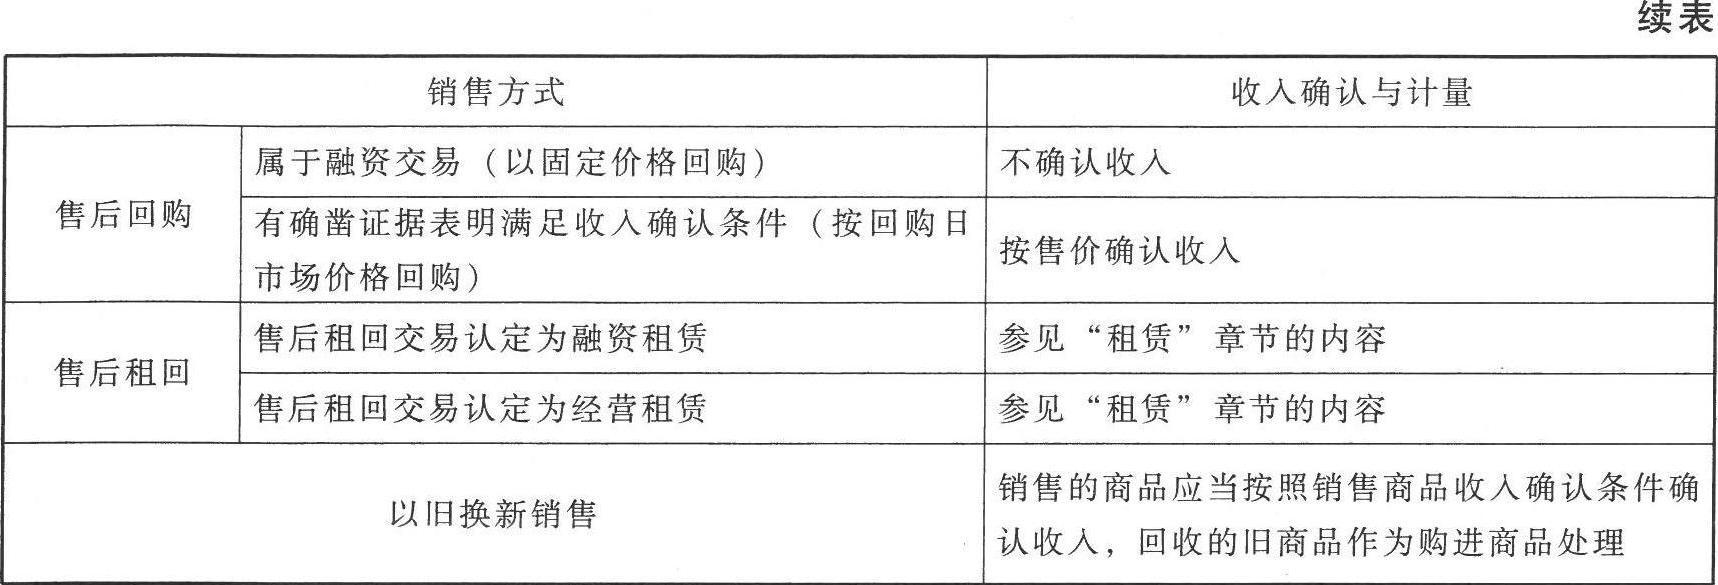 续表
销售方式
收入确认与计量
售后回购
属于融资交易（以固定价格回购）
不确认收入
有确凿证据表明满足收入确认条件（按回购日
市场价格回购）
按售价确认收入
售后租回
售后租回交易认定为融资租赁
参见“租赁”章节的内容
售后租回交易认定为经营租赁
参见“租赁”章节的内容
以旧换新销售
销售的商品应当按照销售商品收入确认条件确
认收入，回收的旧商品作为购进商品处理